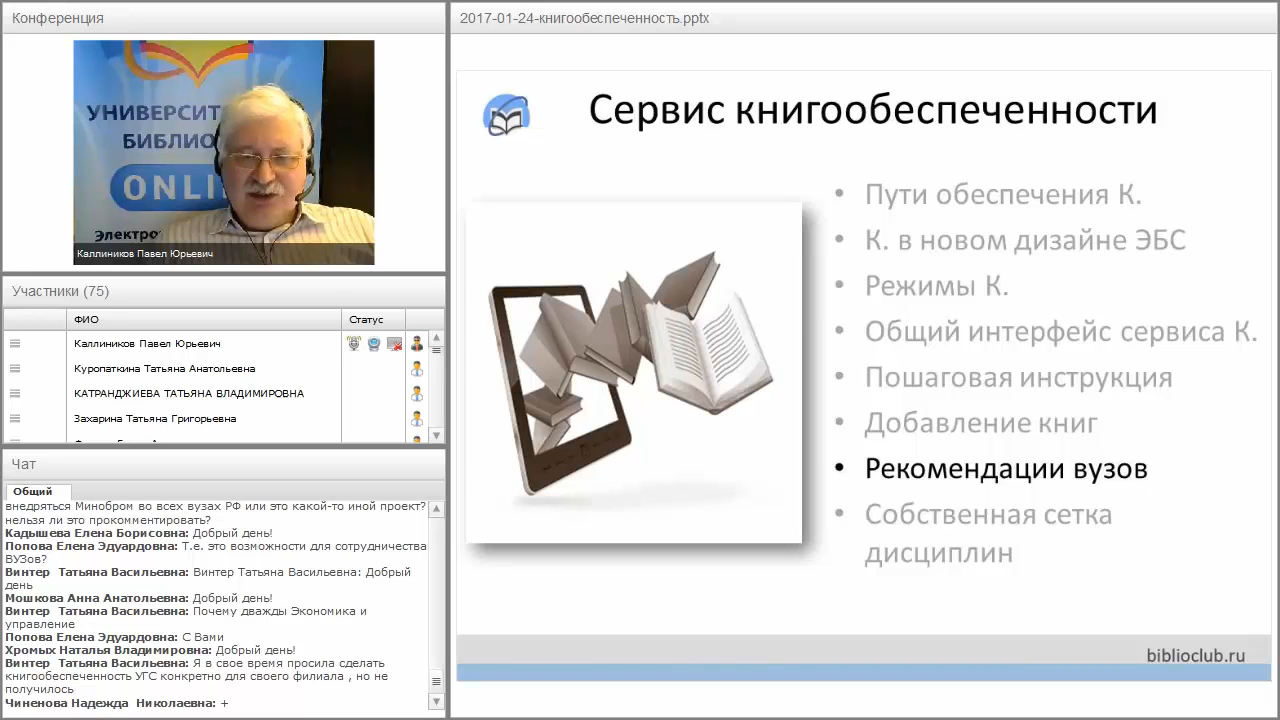 Конференция
УНИВЕРСИТ
БИБЛИО
ONLI
Электро
Каллиников Павел Юрьевич
Участники (75)
ФИО Статус
Каллиников Павел Юрьевич
Куропаткина Татьяна Анатольевна
КАТРАНДЖИЕВА ТАТЬЯНА ВЛАДИМИРОВНА
Захарина Татьяна Григорьевна
Чат
Общий
внедряться Минобром во всех вузах РФ или это какой-то иной проект?
нельзя ли это прокомментировать?
Кадышева Елена Борисовна: Добрый день!
Попова Елена Эдуардовна: Т.е. это возможности для сотрудничества
ВУЗов?
Винтер Татьяна Васильевна: Винтер Татьяна Васильевна: Добрый
день
Мошкова Анна Анатольевна: Добрый день!
Винтер Татьяна Васильевна: Почему дважды Экономика и
управление
Попова Елена Эдуардовна: С Вами
Хромых Наталья Владимировна: Добрый день!
Винтер Татьяна Васильевна: Я в свое время просила сделать
книгообеспеченность УГС конкретно для своего филиала , но не
получилось
Чиненова Надежда Николаевна: +
2017-01-24-книгообеспеченность.pptx
Сервис книгообеспеченности
• Пути обеспечения К.
• К. в новом дизайне ЭБС
• Режимы К.
• Общий интерфейс сервиса К.
• Пошаговая инструкция
• Добавление книг
• Рекомендации вузов
• Собственная сетка
дисциплин
biblioclub.ru